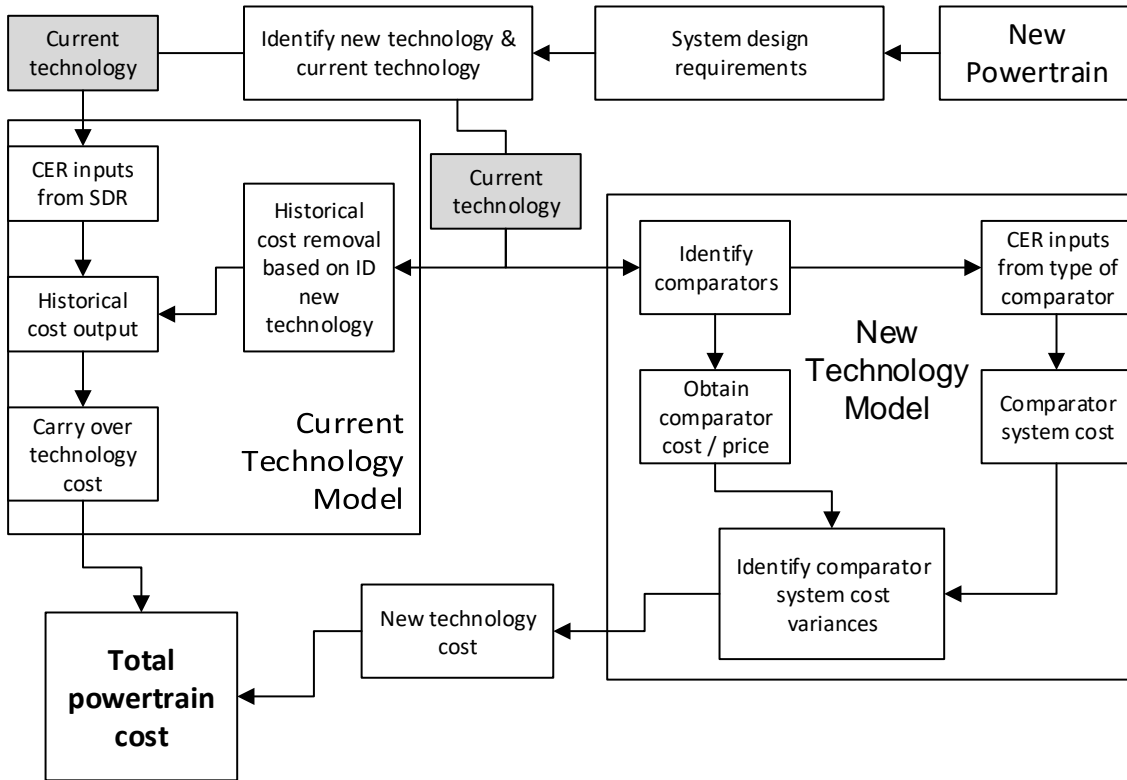 Current
technology
Identify new technology &
current technology
System design
requirements
New
Powertrain
CER inputs
from SDR
Historical
cost output
Carry over
technology
cost
Historical
cost removal
based on ID
new
technology
Current
Technology
Model
Current
technology
Identify
comparators
CER inputs
from type of
comparator
New
Technology
Model
Obtain
comparator
cost / price
Comparator
system cost
Identify comparator
system cost
variances
New technology
cost
Total
powertrain
cost